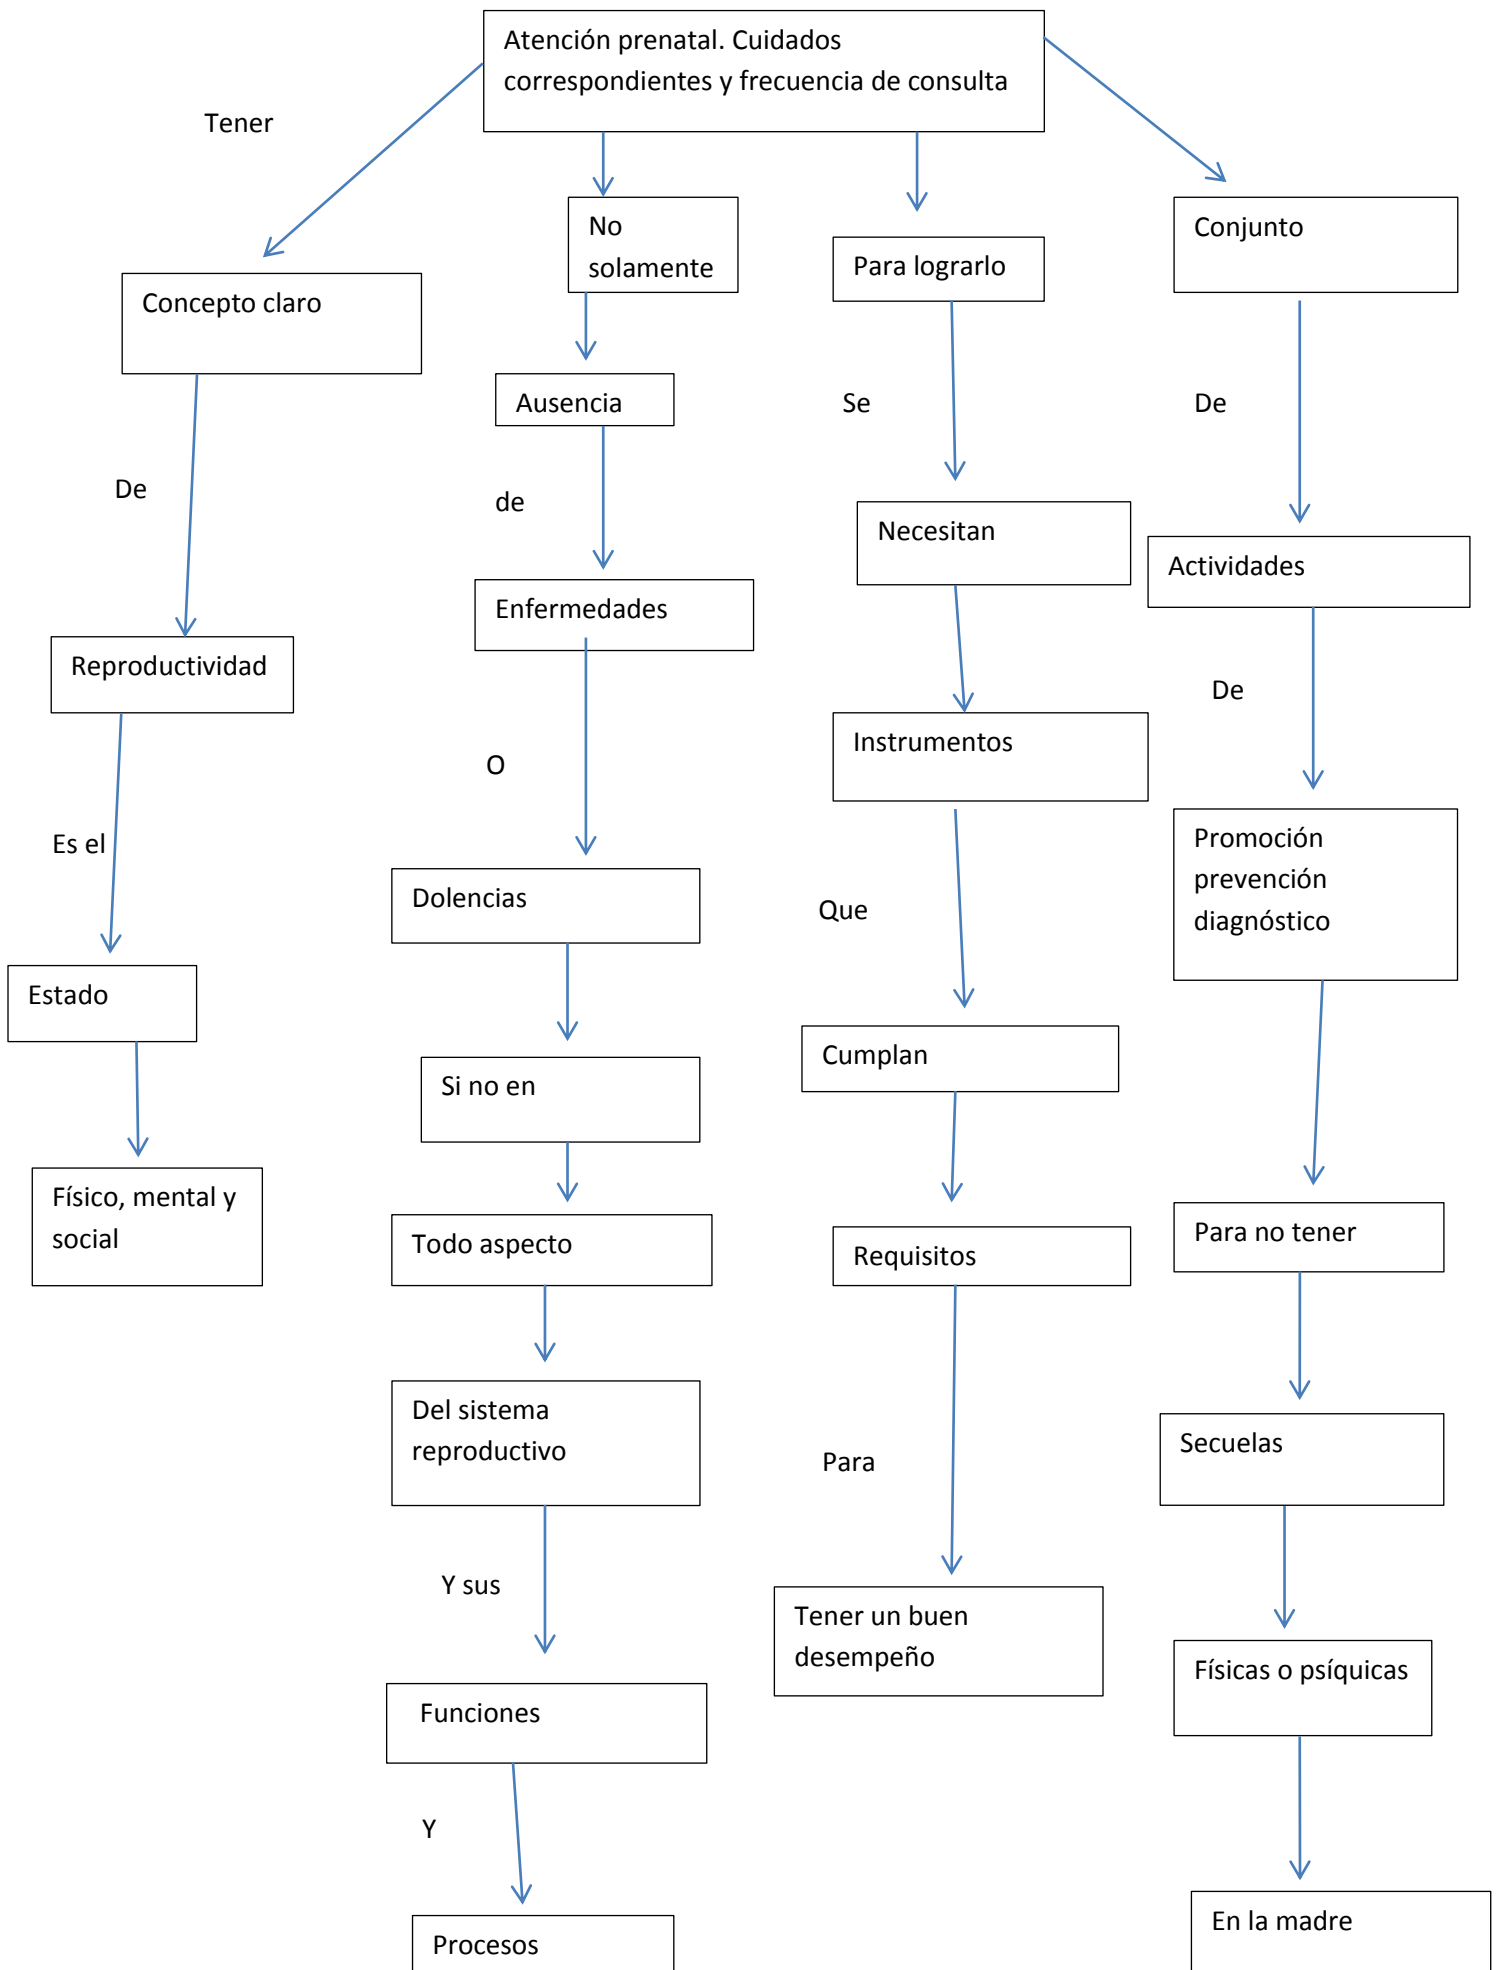 Atención prenatal. Cuidados
correspondientes y frecuencia de consulta
Tener
Concepto claro
De
Reproductividad
Es el
Estado
Físico, mental y
social
No
solamente
Ausencia
de
Enfermedades
O
Dolencias
Si no en
Todo aspecto
Del sistema
reproductivo
Y sus
Funciones
Y
Procesos
Para lograrlo
Se
Necesitan
Instrumentos
Que
Cumplan
Requisitos
Para
Tener un buen
desempeño
Conjunto
De
Actividades
De
Promoción
prevención
diagnóstico
Para no tener
Secuelas
Físicas o psíquicas
En la madre